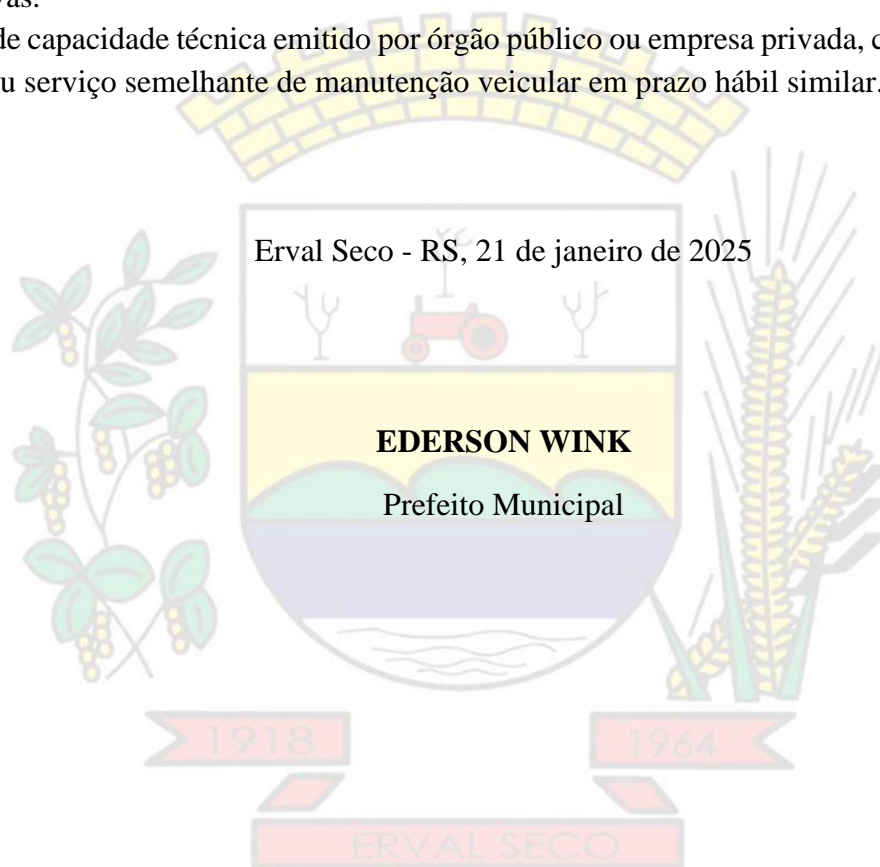 de capacidade técnica emitido por órgão público ou empresa privada,
serviço semelhante de manutenção veicular em prazo hábil similar.
Erval Seco - RS, 21 de janeiro de 2025
EDERSON WINK
Prefeito Municipal
1918
1964
ERVAL SECO